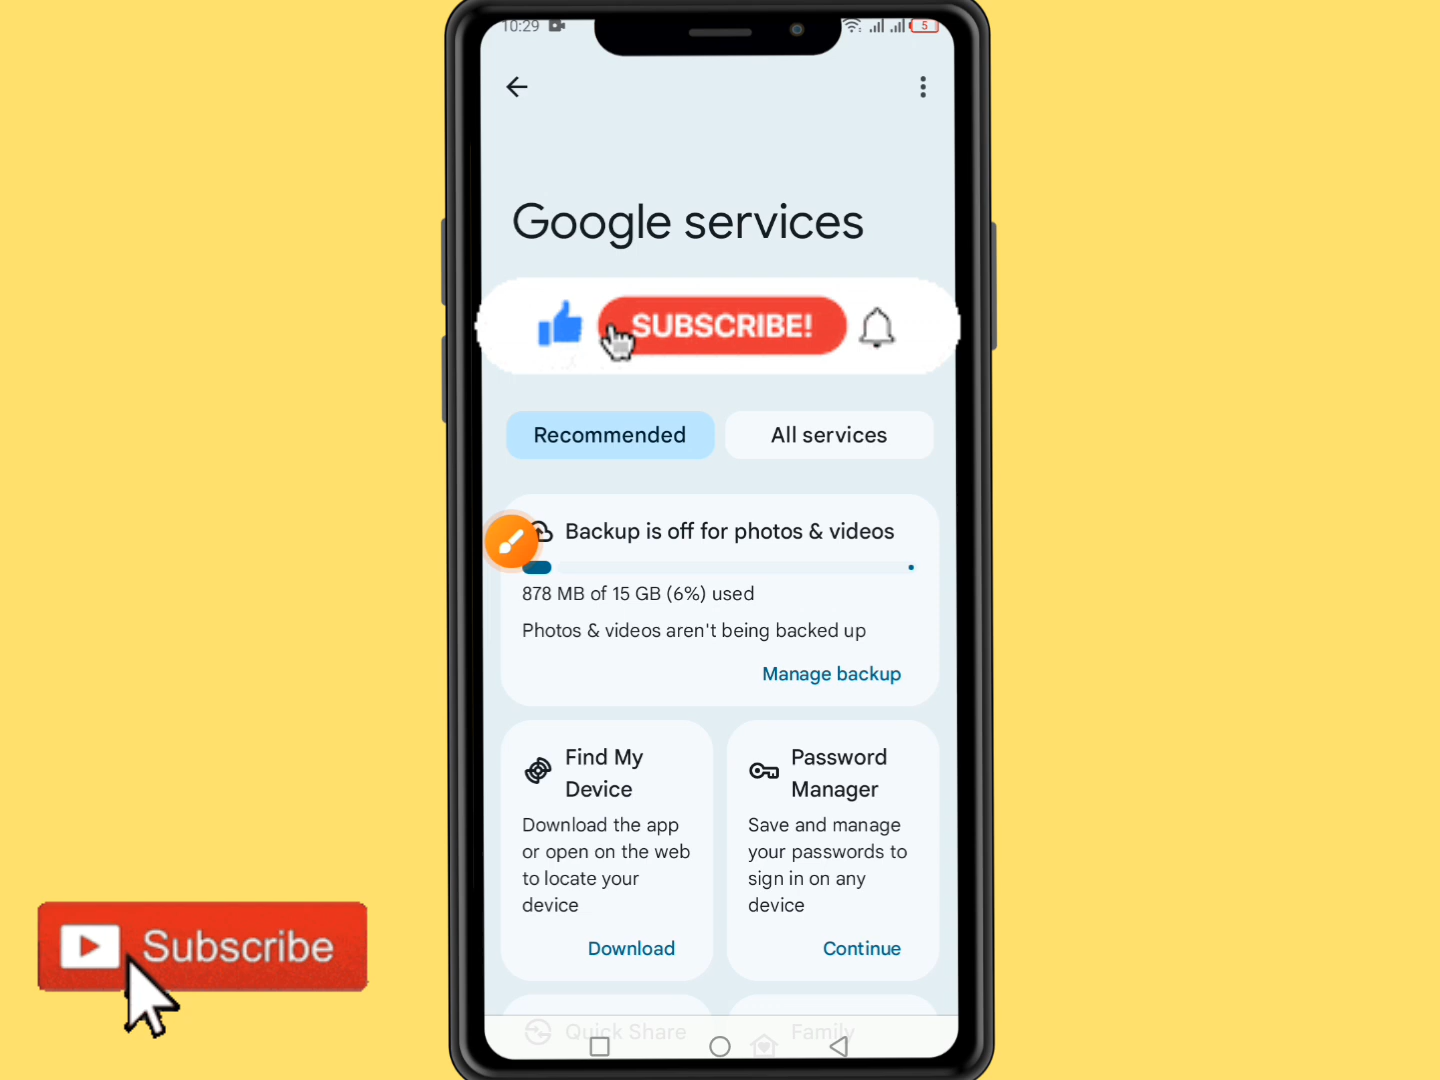 10:29
5
Google services
SUBSCRIBE!
Recommended
All services
Backup is off for photos & videos
878 MB of 15 GB (6%) used
Photos & videos aren't being backed up
Manage backup
Find My
Device
Download the app
or open on the web
to locate your
device
Download
Password
Manager
Save and manage
your passwords to
sign in on any
device
Continue
Quick Share
Family
Subscribe